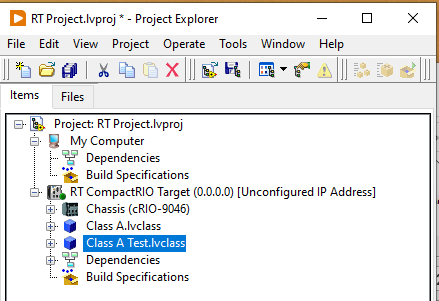 RT Project.lvproj * - Project Explorer
File Edit View Project Operate Tools Window Help
Items Files
Project: RT Project.lvproj
My Computer
Dependencies
Build Specifications
RT CompactRIO Target (0.0.0.0) [Unconfigured IP Address]
Chassis (cRIO-9046)
Class A.lvclass
Class A Test.lvclass
Dependencies
Build Specifications